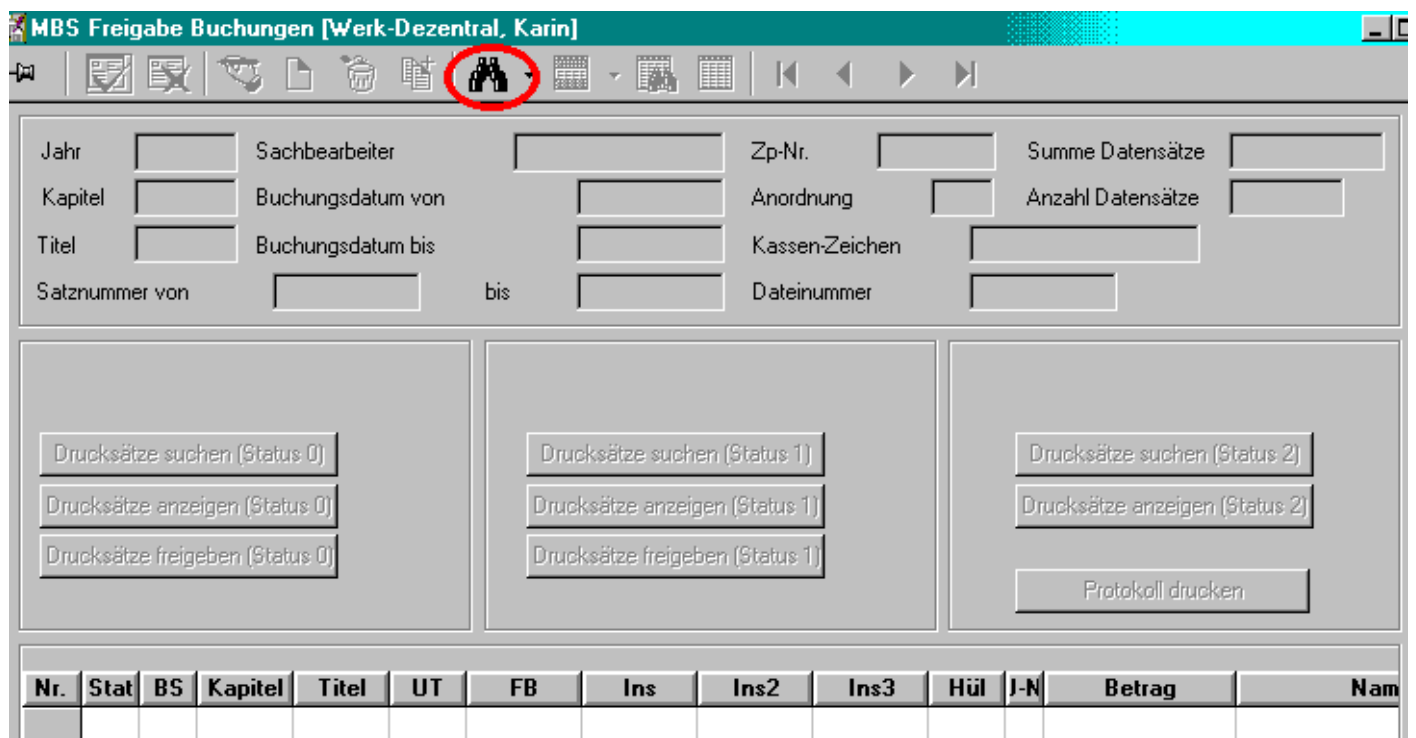 MBS Freigabe Buchungen [Werk-Dezentral, Karin]
Jahr Sachbearbeiter Zp-Nr. Summe Datensätze
Kapitel Buchungsdatum von Anordnung Anzahl Datensätze
Titel Buchungsdatum bis Kassen-Zeichen
Satznummer von bis Dateinummer
Drucksätze suchen (Status 0) Drucksätze suchen (Status 1) Drucksätze suchen (Status 2)
Drucksätze anzeigen (Status 0) Drucksätze anzeigen (Status 1) Drucksätze anzeigen (Status 2)
Drucksätze freigeben (Status 0) Drucksätze freigeben (Status 1)
Protokoll drucken
Nr. Stat BS Kapitel Titel UT FB Ins Ins2 Ins3 Hül J-N Betrag Nam